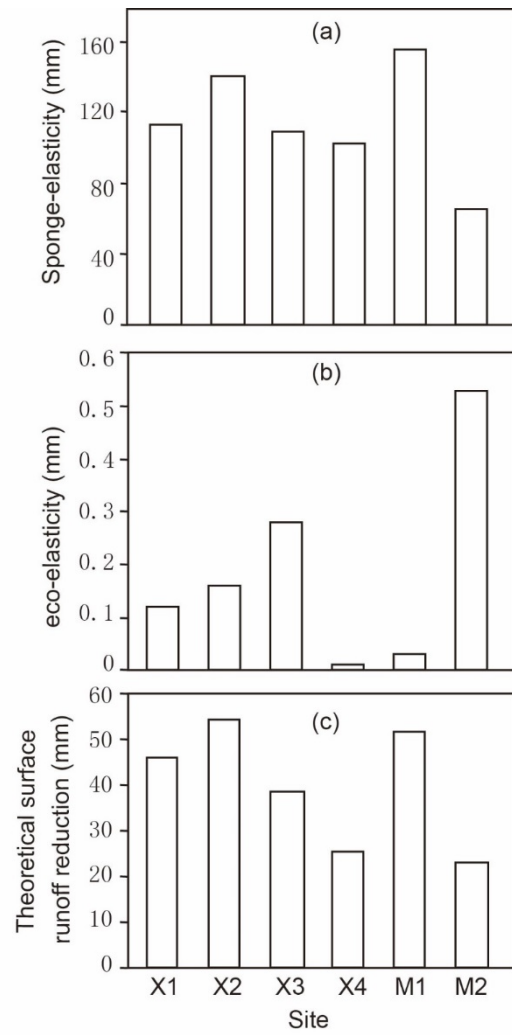 (a)
Sponge-elasticity (mm)
160
120
80
40
0
(b)
eco-elasticity (mm)
0.6
0.5
0.4
0.3
0.2
0.1
0
(c)
Theoretical surface
runoff reduction (mm)
60
50
40
30
20
10
0
X1 X2 X3 X4 M1 M2
Site